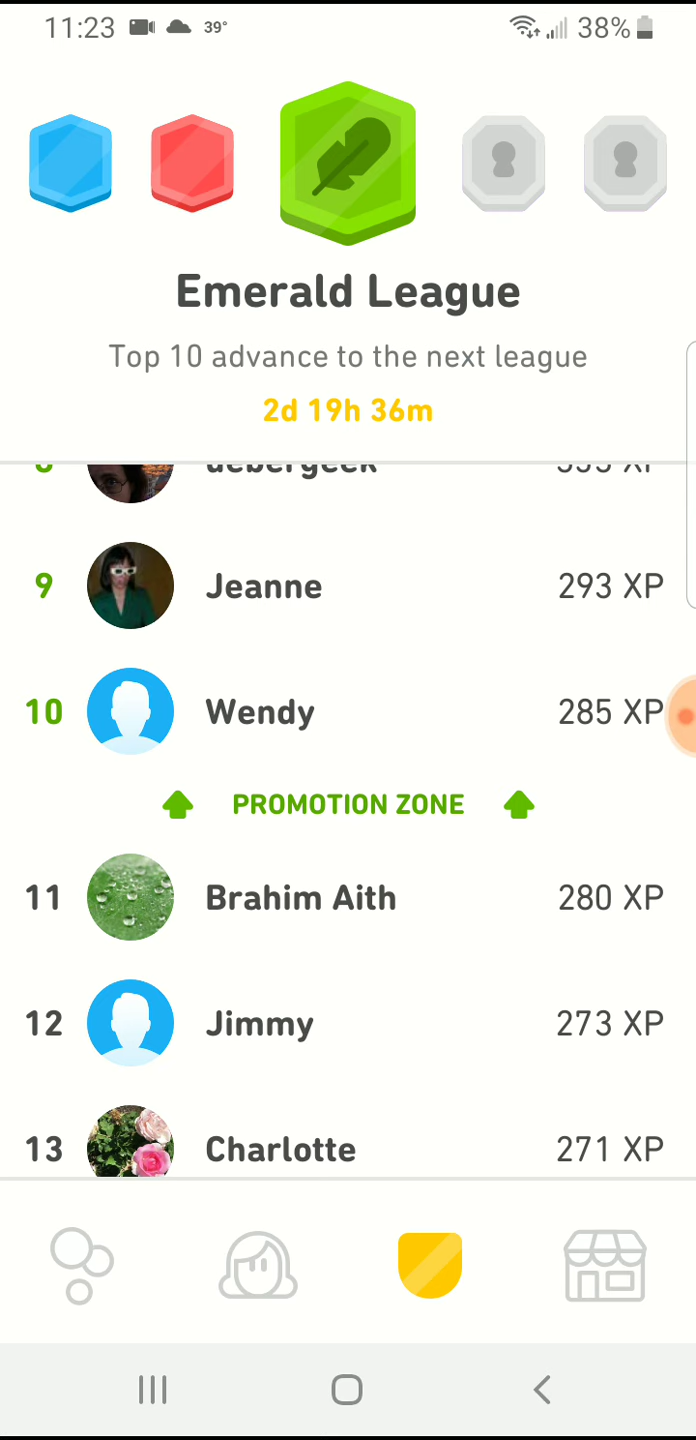 11:23 39° 38%
Emerald League
Top 10 advance to the next league
2d 19h 36m
9 Jeanne 293 XP
10 Wendy 285 XP
PROMOTION ZONE
11 Brahim Aith 280 XP
12 Jimmy 273 XP
13 Charlotte 271 XP